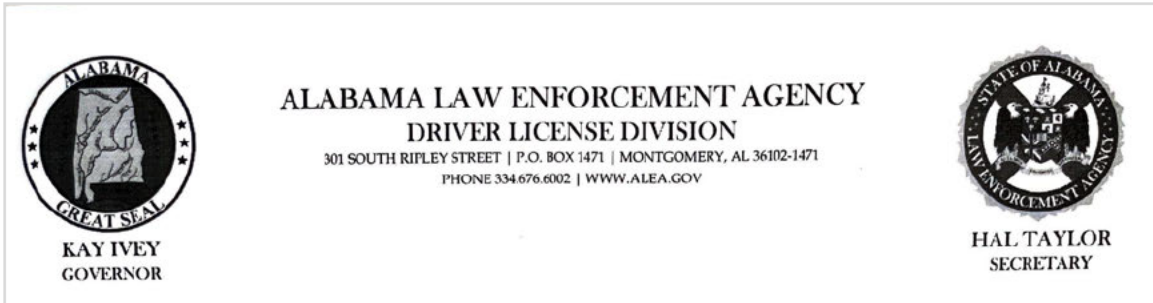 ALABAMA
GREAT SEAL
KAY IVEY
GOVERNOR
ALABAMA LAW ENFORCEMENT AGENCY
DRIVER LICENSE DIVISION
301 SOUTH RIPLEY STREET | P.O. BOX 1471 | MONTGOMERY, AL 36102-1471
PHONE 334.676.6002 | WWW.ALEA.GOV
STATE OF ALABAMA
LAW ENFORCEMENT AGENCY
HAL TAYLOR
SECRETARY